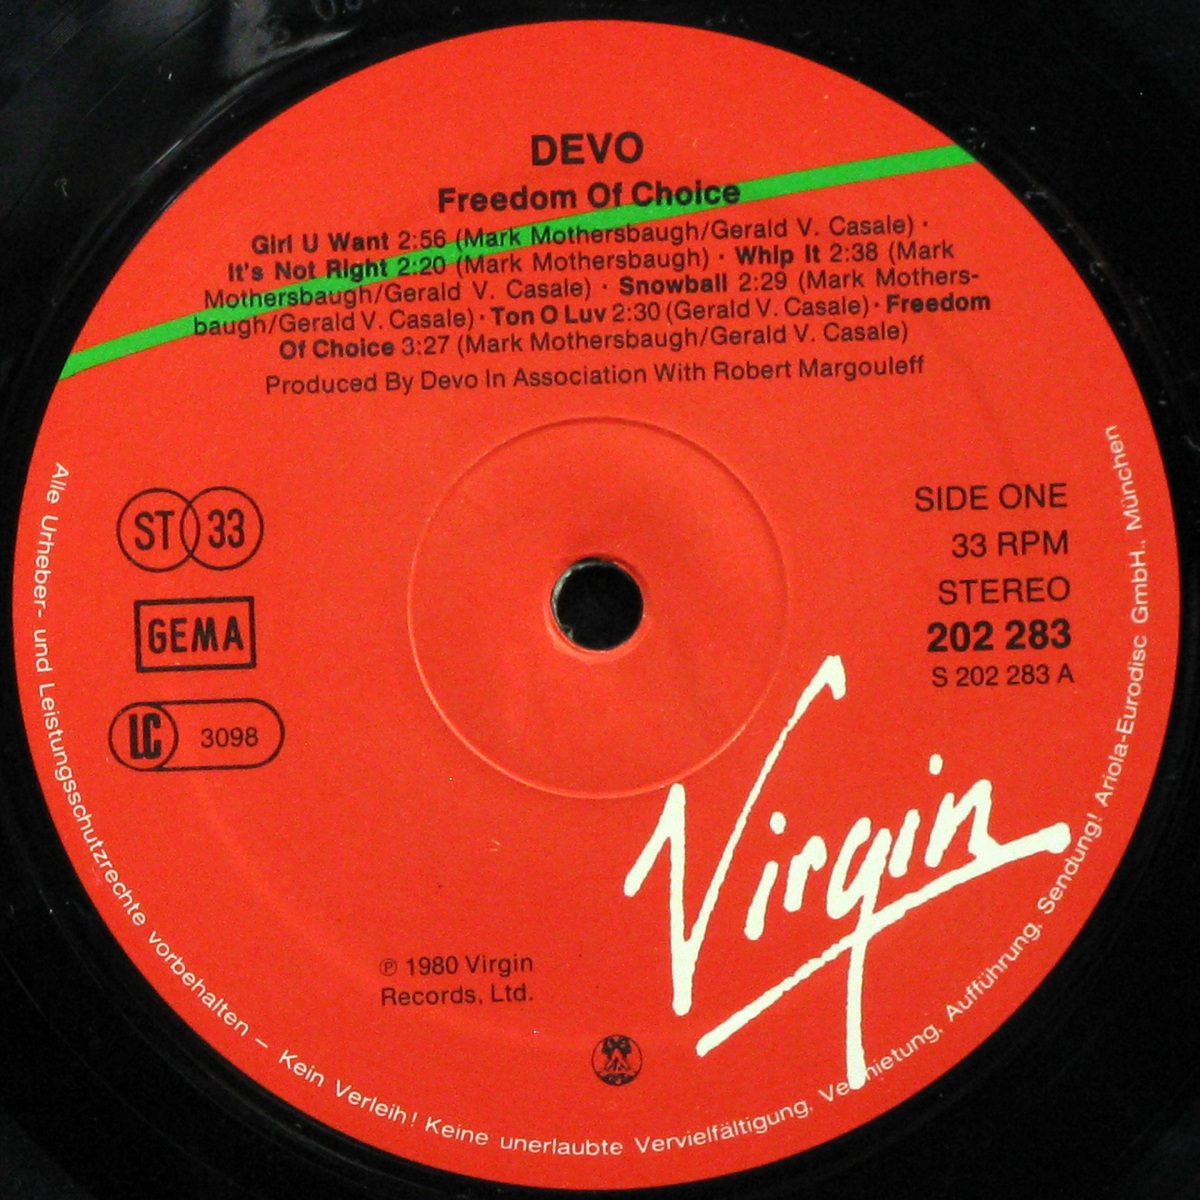 DEVO
Freedom Of Choice
Girl U Want 2:56 (Mark Mothersbaugh/Gerald V. Casale) ·
It's Not Right 2:20 (Mark Mothersbaugh) · Whip It 2:38 (Mark
Mothersbaugh/Gerald V. Casale) · Snowball 2:29 (Mark Mothers-
baugh/Gerald V. Casale) · Ton O Luv 2:30 (Gerald V. Casale) · Freedom
Of Choice 3:27 (Mark Mothersbaugh/Gerald V. Casale)
Produced By Devo In Association With Robert Margouleff
ST 33
GEMA
LC 3098
SIDE ONE
33 RPM
STEREO
202 283
S 202 283 A
Virgin
℗ 1980 Virgin
Records, Ltd.
Alle Urheber- und Leistungsschutzrechte vorbehalten – Kein Verleih! Keine unerlaubte Vervielfältigung, Vermietung, Aufführung, Sendung! Ariola-Eurodisc GmbH., München